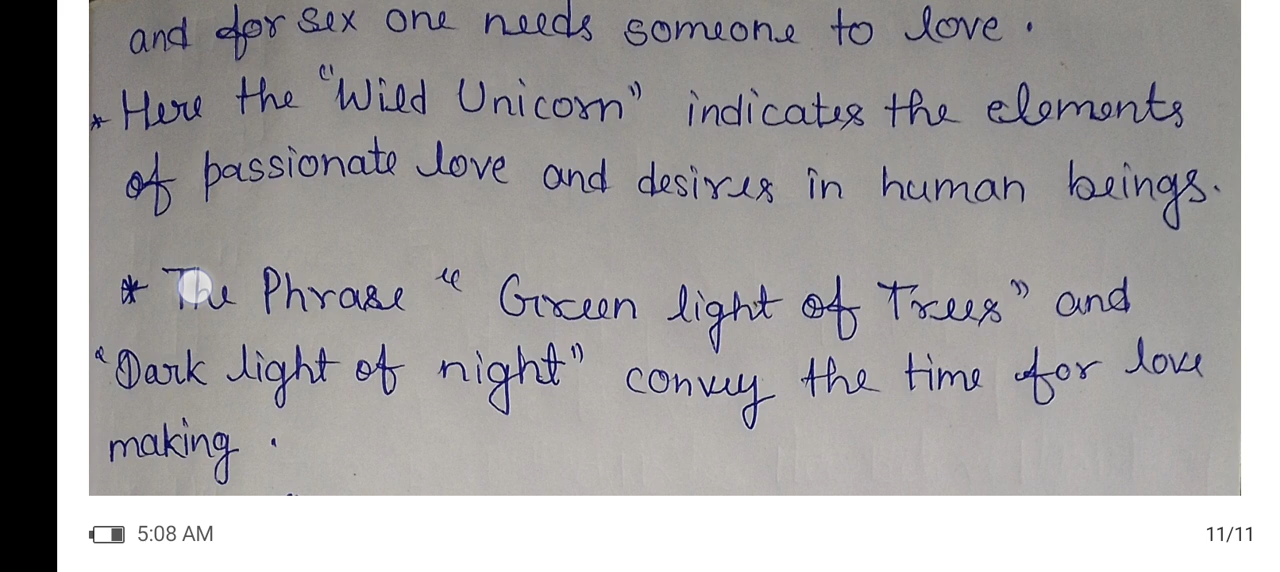 and for sex one needs someone to love.
* Here the "Wild Unicorn" indicates the elements
of passionate love and desires in human beings.
* The Phrase “ Green light of Trees" and
"Dark light of night" convey the time for love
making.
5:08 AM
11/11